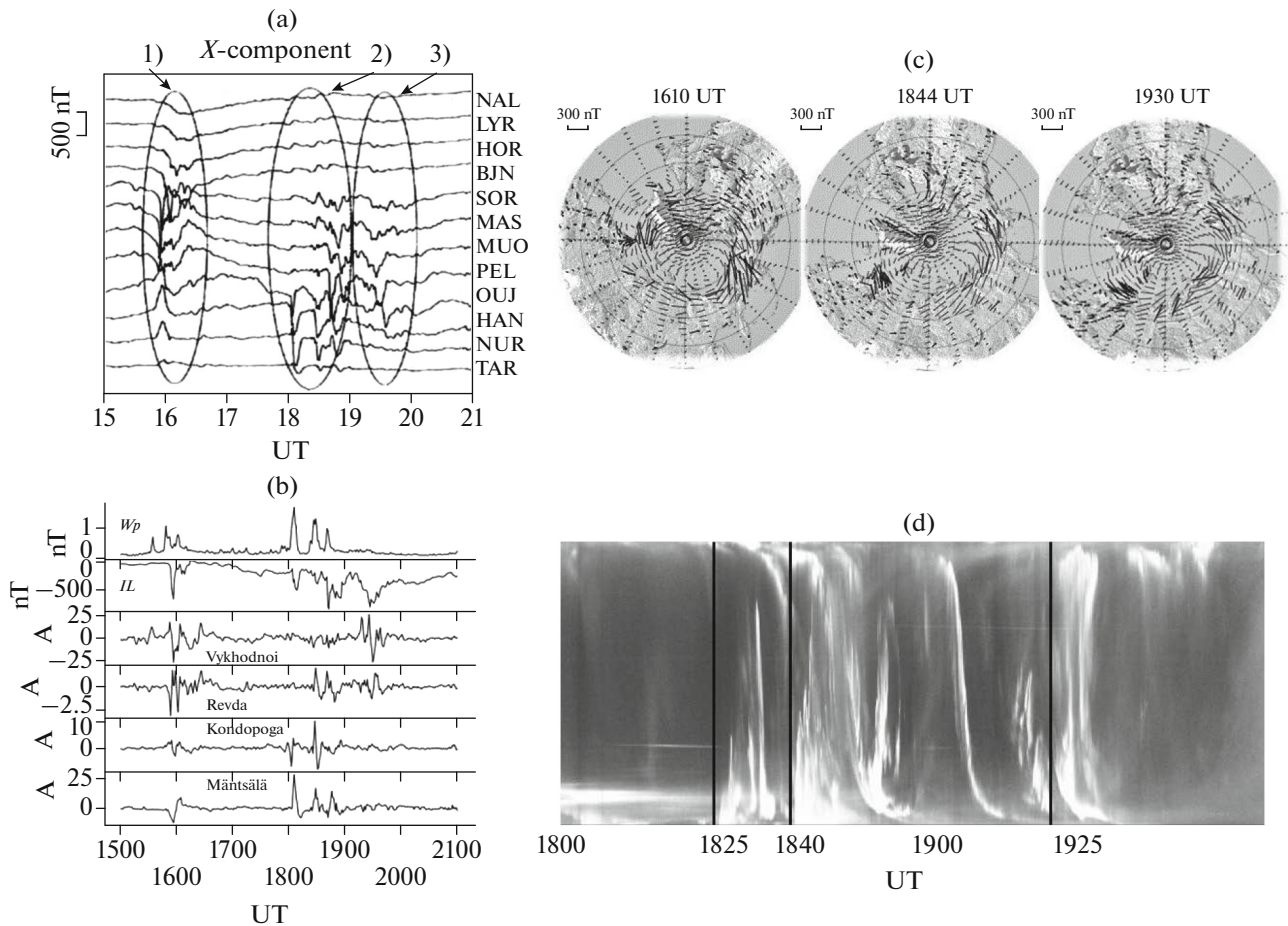 (a)
X-component
1)
2)
3)
500 nT
NAL
LYR
HOR
BJN
SOR
MAS
MUO
PEL
OUJ
HAN
NUR
TAR
15 16 17 18 19 20 21
UT
(b)
nT
1
0
Wp
nT
0
−500
IL
A
25
0
−25
Vykhodnoi
A
0
−2.5
Revda
A
10
0
Kondopoga
A
25
0
Mäntsälä
1500 1700 1800 1900 2100
1600 2000
UT
(c)
1610 UT 1844 UT 1930 UT
300 nT 300 nT 300 nT
(d)
1800 1825 1840 1900 1925
UT